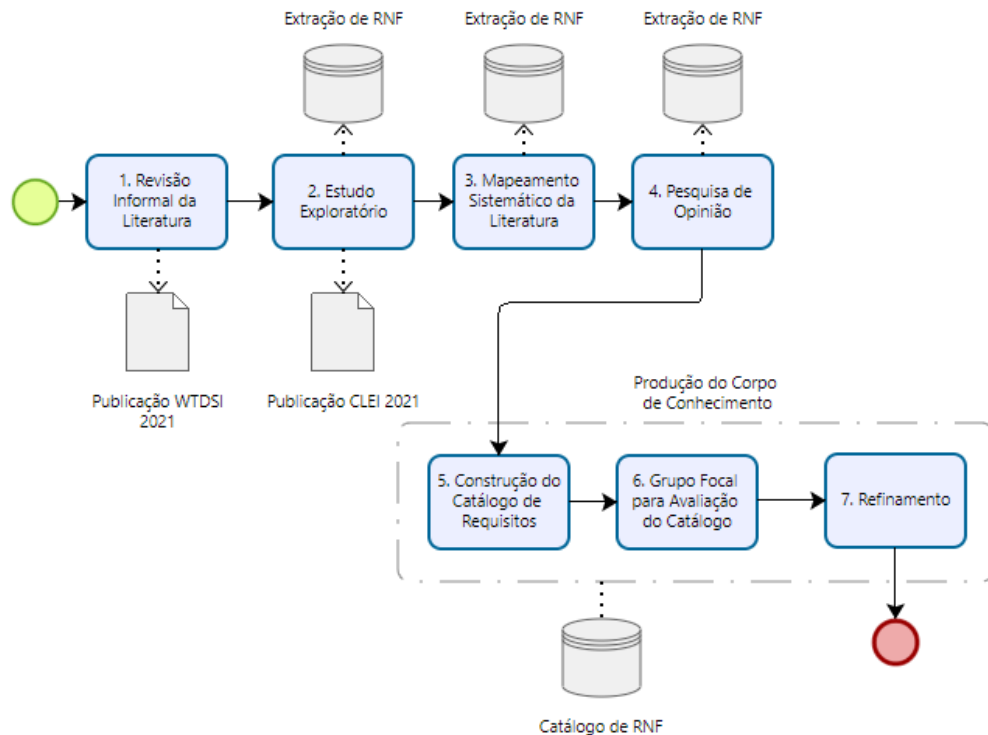 Extração de RNF
Extração de RNF
Extração de RNF
1. Revisão
Informal da
Literatura
2. Estudo
Exploratório
3. Mapeamento
Sistemático da
Literatura
4. Pesquisa de
Opinião
Publicação WTDSI
2021
Publicação CLEI 2021
Produção do Corpo
de Conhecimento
5. Construção do
Catálogo de
Requisitos
6. Grupo Focal
para Avaliação
do Catálogo
7. Refinamento
Catálogo de RNF